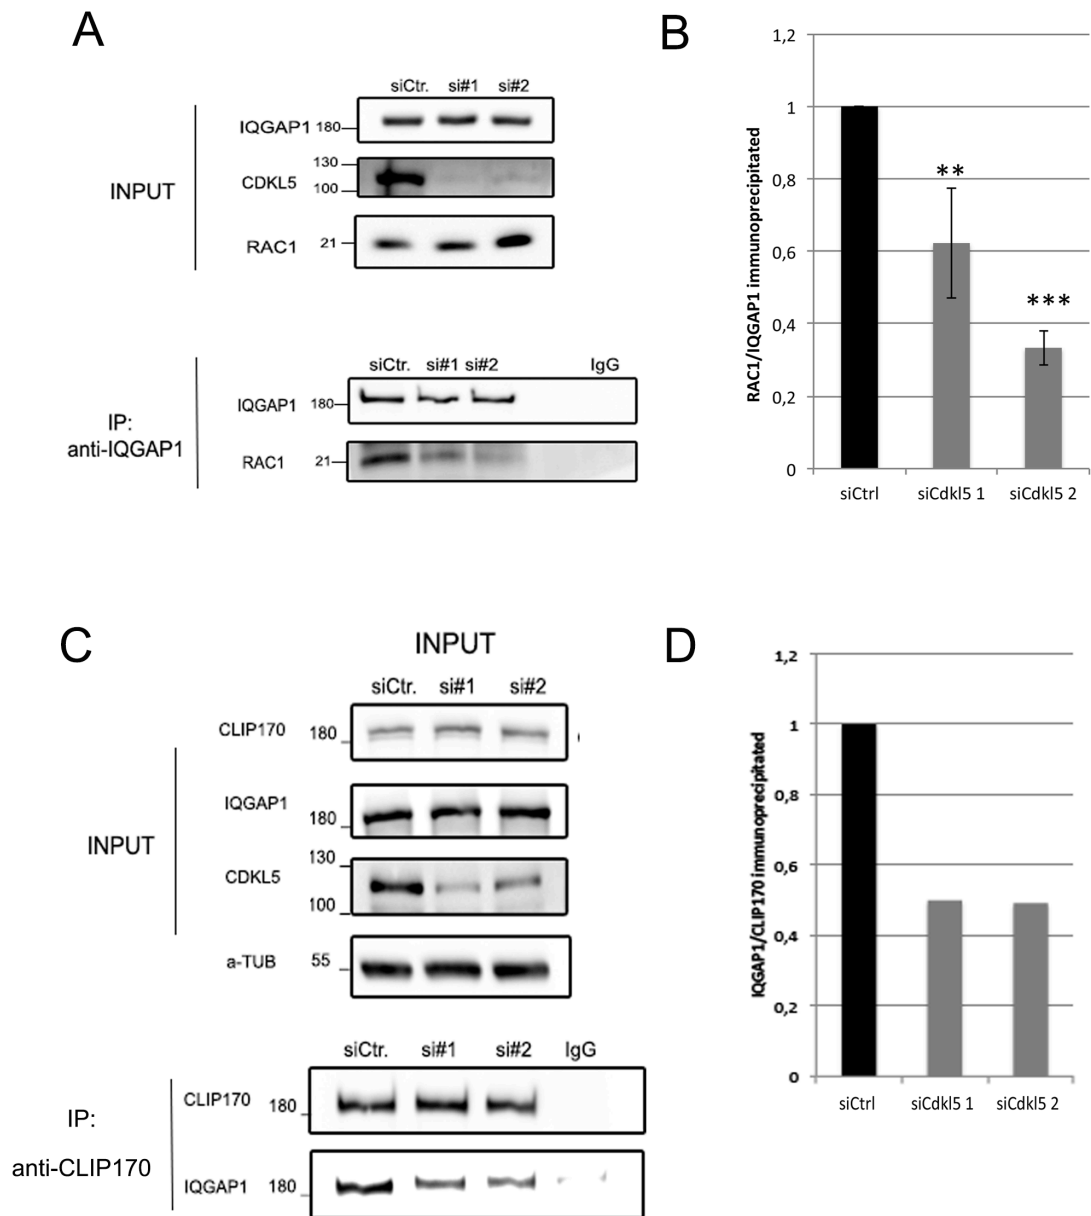 A
siCtr. si#1 si#2
INPUT
IQGAP1 180
CDKL5 130
100
RAC1 21
siCtr. si#1 si#2 IgG
IP:
anti-IQGAP1
IQGAP1 180
RAC1 21
B
RAC1/IQGAP1 immunoprecipitated
1,2
1
0,8
0,6
0,4
0,2
0
**
***
siCtrl siCdkl5 1 siCdkl5 2
C
INPUT
siCtr. si#1 si#2
INPUT
CLIP170 180
IQGAP1 180
CDKL5 130
100
a-TUB 55
siCtr. si#1 si#2 IgG
IP:
anti-CLIP170
CLIP170 180
IQGAP1 180
D
IQGAP1/CLIP170 immunoprecipitated
1,2
1
0,8
0,6
0,4
0,2
0
siCtrl siCdkl5 1 siCdkl5 2